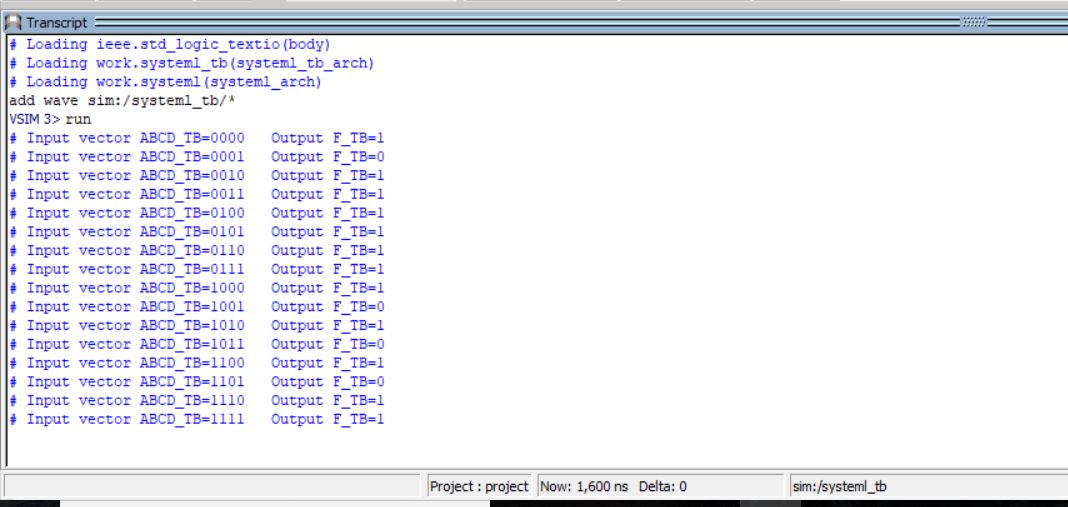 Transcript
# Loading ieee.std_logic_textio(body)
# Loading work.systeml_tb(systeml_tb_arch)
# Loading work.systeml(systeml_arch)
add wave sim:/systeml_tb/*
VSIM 3> run
# Input vector ABCD_TB=0000   Output F_TB=1
# Input vector ABCD_TB=0001   Output F_TB=0
# Input vector ABCD_TB=0010   Output F_TB=1
# Input vector ABCD_TB=0011   Output F_TB=1
# Input vector ABCD_TB=0100   Output F_TB=1
# Input vector ABCD_TB=0101   Output F_TB=1
# Input vector ABCD_TB=0110   Output F_TB=1
# Input vector ABCD_TB=0111   Output F_TB=1
# Input vector ABCD_TB=1000   Output F_TB=1
# Input vector ABCD_TB=1001   Output F_TB=0
# Input vector ABCD_TB=1010   Output F_TB=1
# Input vector ABCD_TB=1011   Output F_TB=0
# Input vector ABCD_TB=1100   Output F_TB=1
# Input vector ABCD_TB=1101   Output F_TB=0
# Input vector ABCD_TB=1110   Output F_TB=1
# Input vector ABCD_TB=1111   Output F_TB=1
Project : project   Now: 1,600 ns   Delta: 0   sim:/systeml_tb